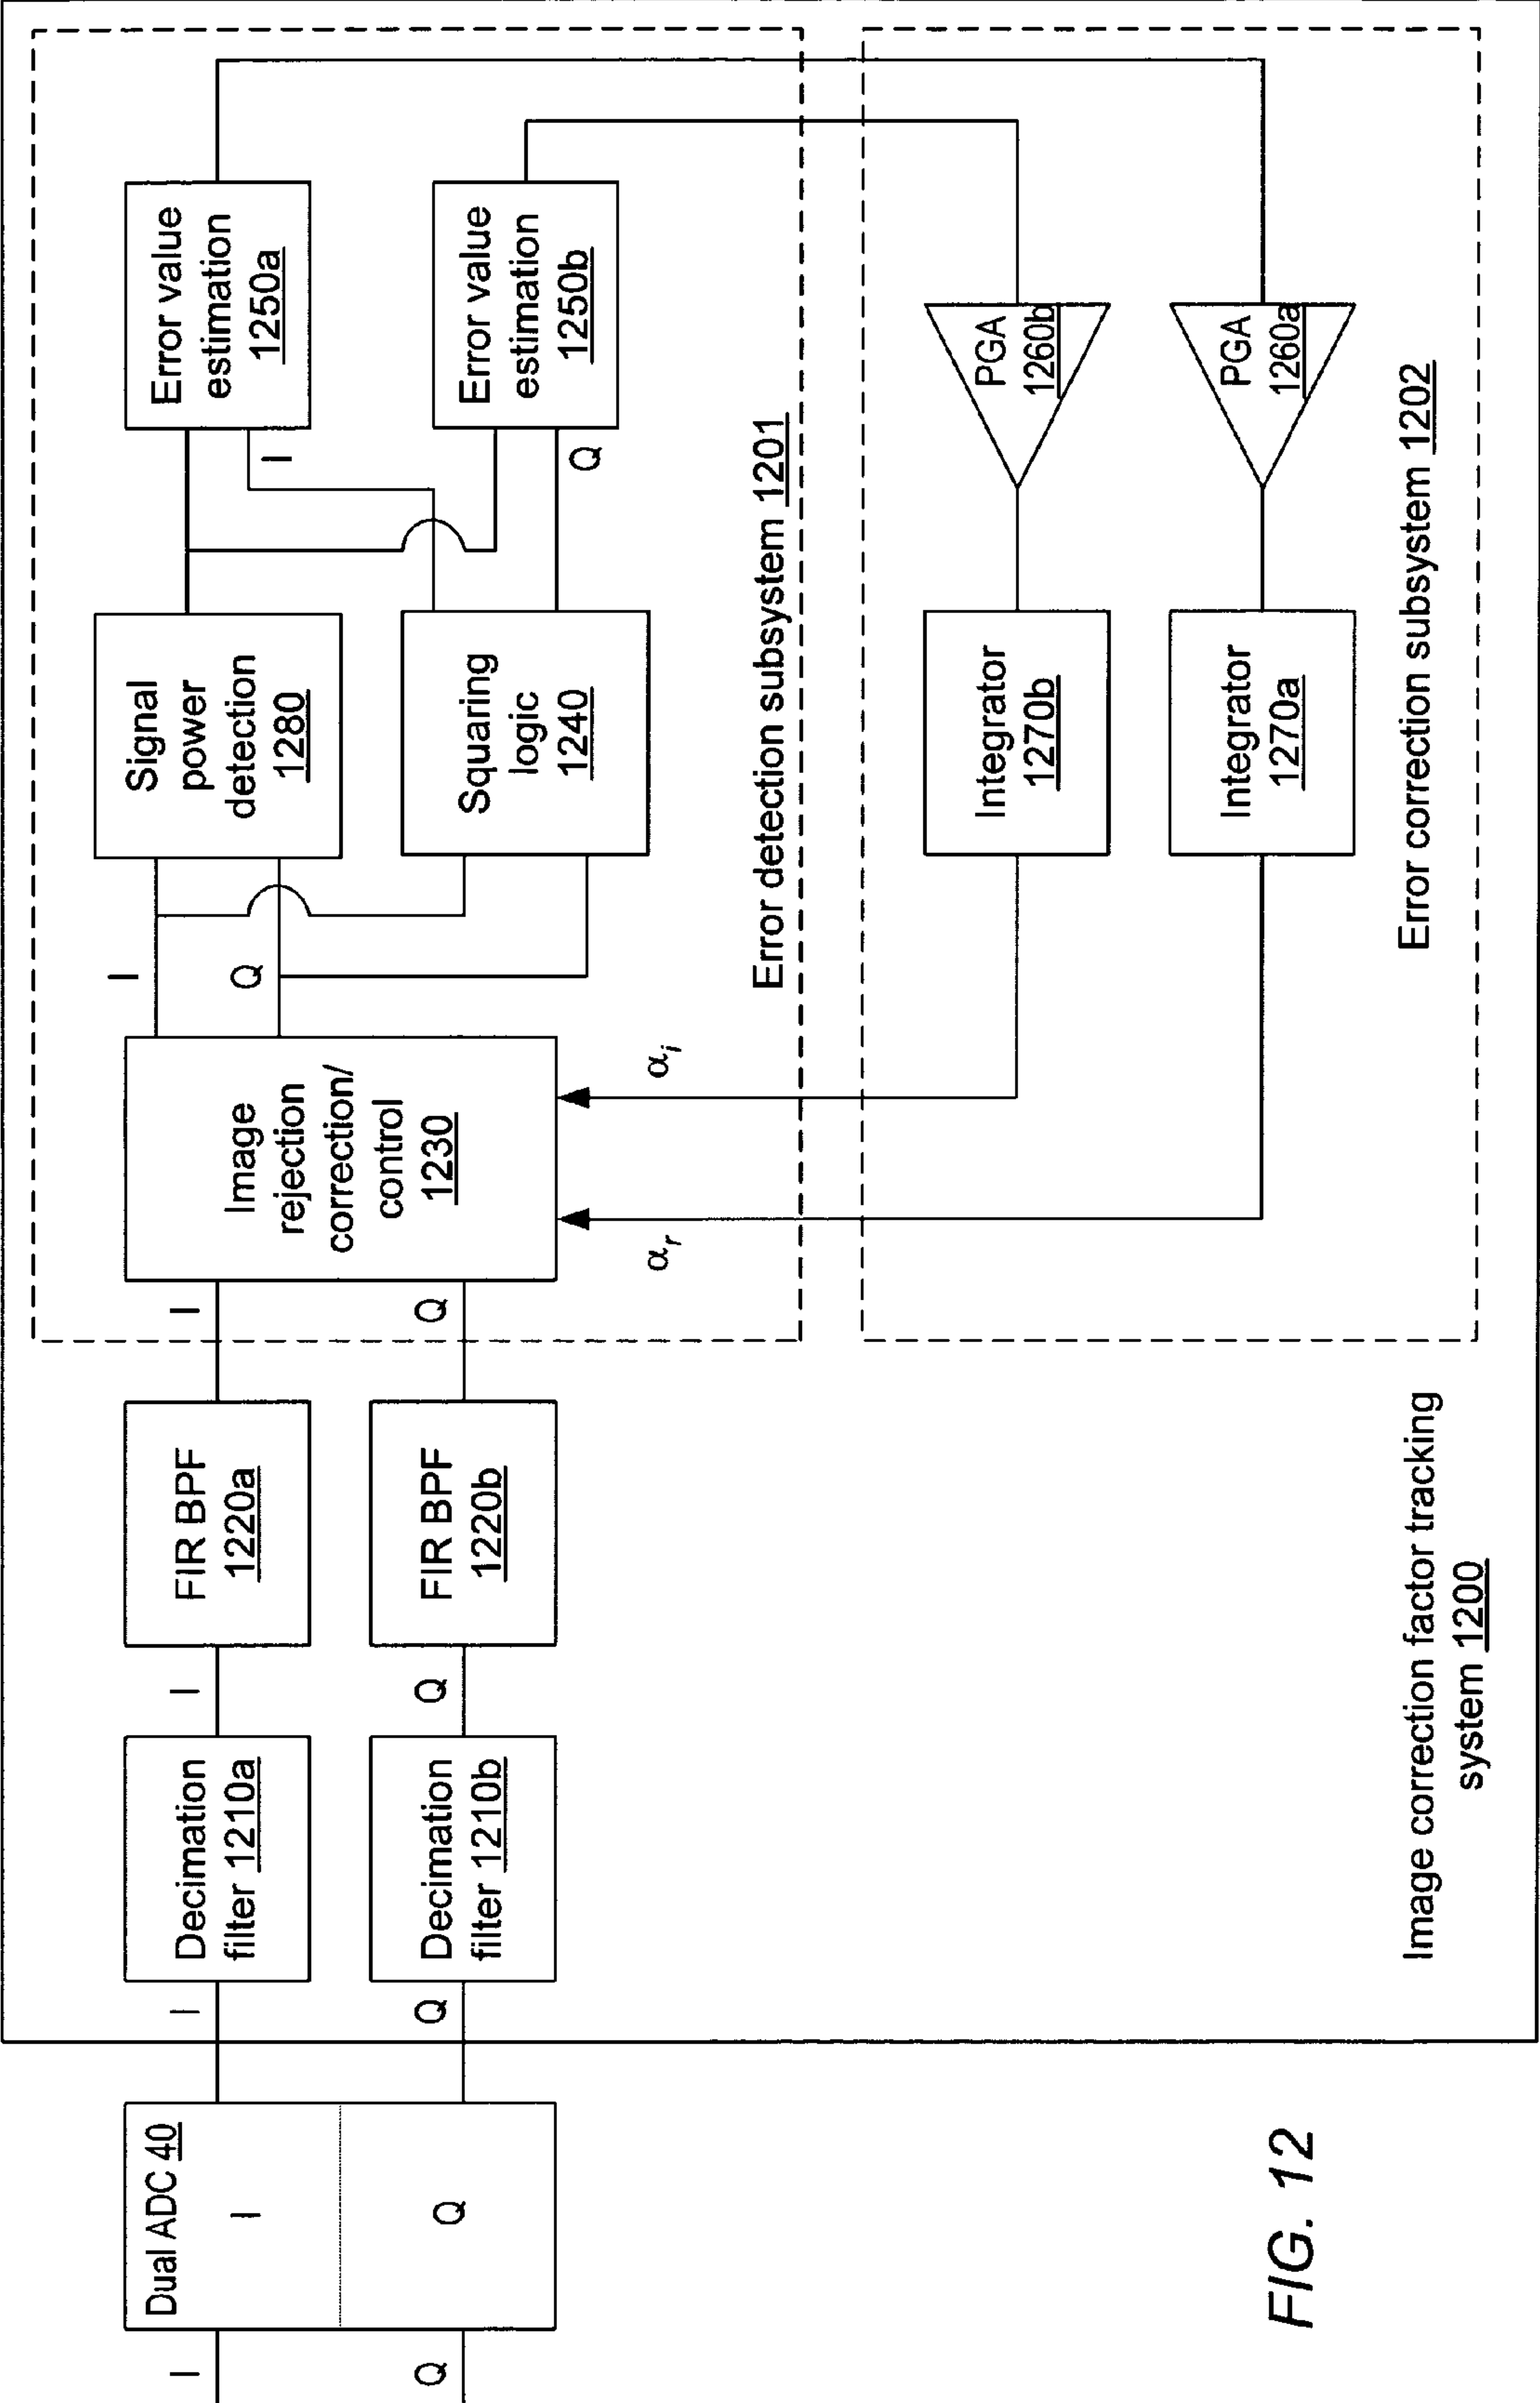 I
Q
Dual ADC 40
I
Q
I
Q
Decimation
filter 1210a
Decimation
filter 1210b
I
Q
FIR BPF
1220a
FIR BPF
1220b
I
Q
Image
rejection
correction/
control
1230
I
Q
Signal
power
detection
1280
Squaring
logic
1240
I
Q
Error value
estimation
1250a
Error value
estimation
1250b
Error detection subsystem 1201
αr
αi
Integrator
1270b
PGA
1260b
Integrator
1270a
PGA
1260a
Error correction subsystem 1202
Image correction factor tracking
system 1200
FIG. 12